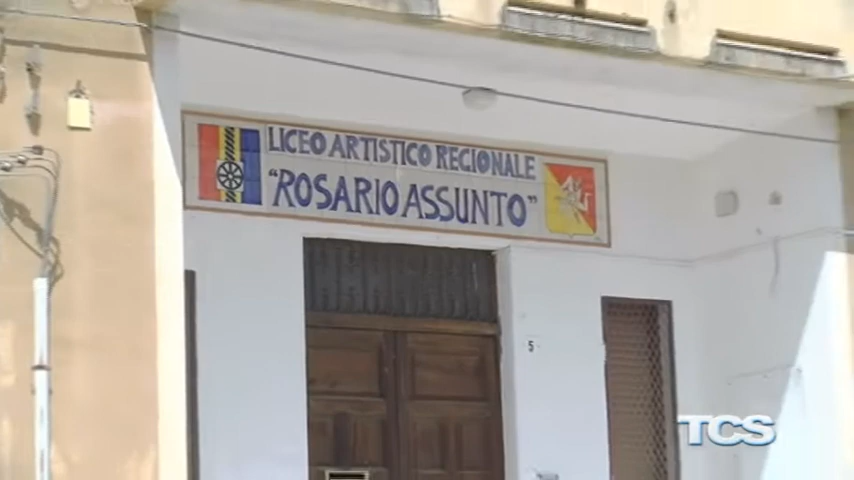 LICEO ARTISTICO REGIONALE
"ROSARIO ASSUNTO"
5
TCS